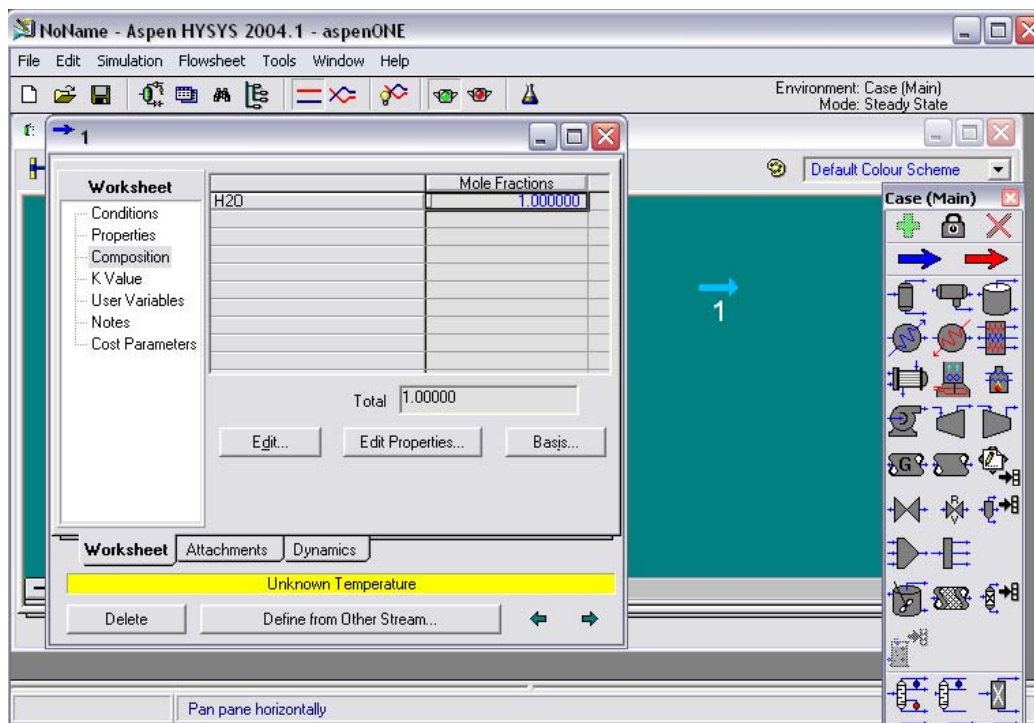 NoName - Aspen HYSYS 2004.1 - aspenONE
File Edit Simulation Flowsheet Tools Window Help
Environment: Case (Main)
Mode: Steady State
1
Default Colour Scheme
Worksheet
Conditions
Properties
Composition
K Value
User Variables
Notes
Cost Parameters
Mole Fractions
H2O 1.000000
Total 1.00000
Edit... Edit Properties... Basis...
Worksheet Attachments Dynamics
Unknown Temperature
Delete Define from Other Stream...
1
Case (Main)
G
R
V
Pan pane horizontally